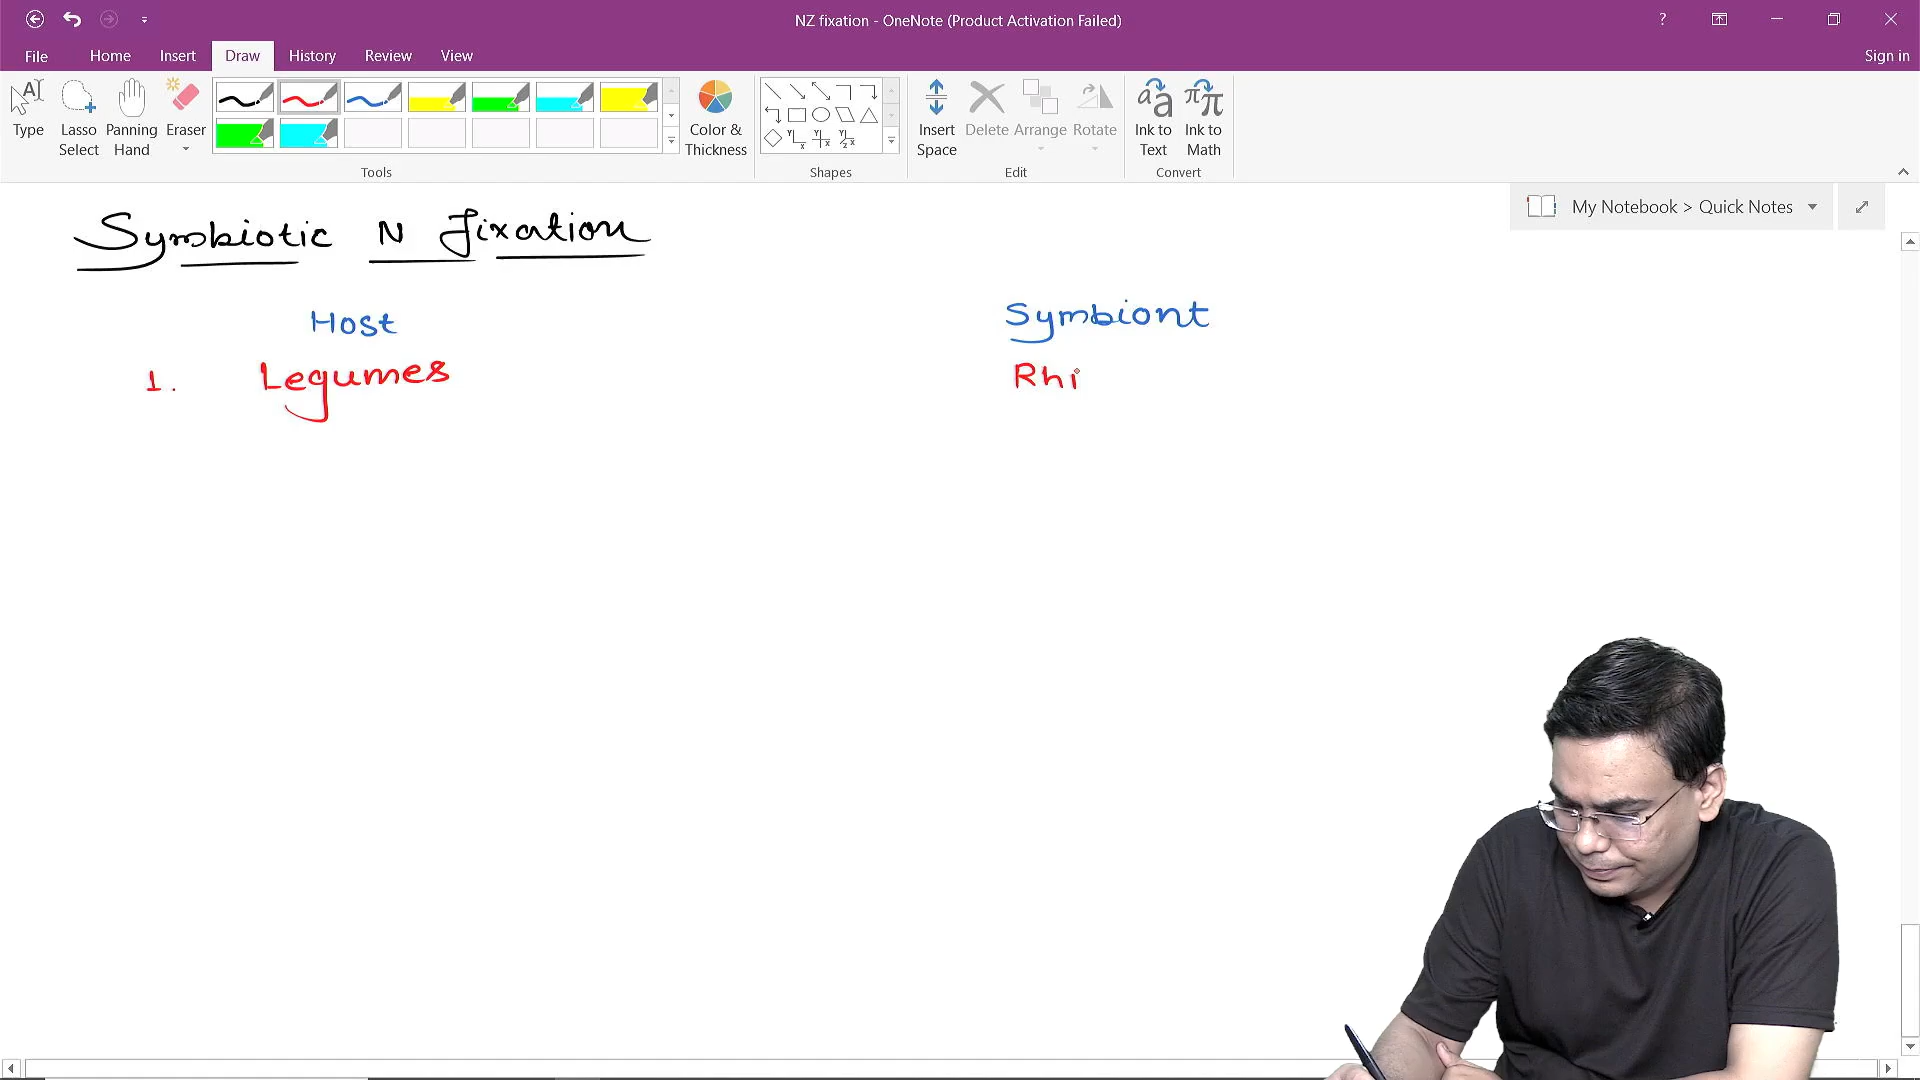 NZ fixation - OneNote (Product Activation Failed)
?
File Home Insert Draw History Review View Sign in
Type
Lasso Select
Panning Hand
Eraser
Color & Thickness
Insert Space
Delete
Arrange
Rotate
Ink to Text
Ink to Math
Tools Shapes Edit Convert
My Notebook > Quick Notes
Symbiotic N Fixation
Host Symbiont
1. Legumes Rhi